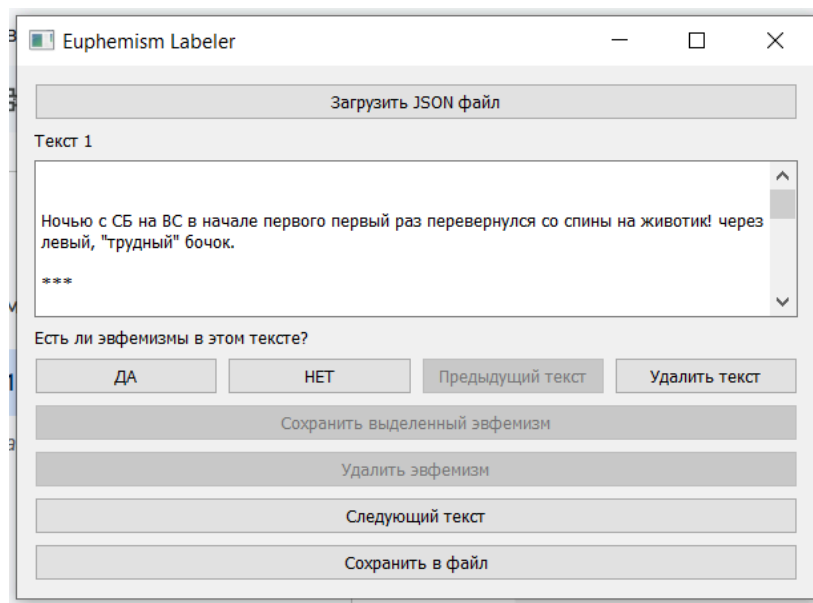 Euphemism Labeler
Загрузить JSON файл
Текст 1
Ночью с СБ на ВС в начале первого первый раз перевернулся со спины на животик! через
левый, "трудный" бочок.
***
Есть ли эвфемизмы в этом тексте?
ДА НЕТ Предыдущий текст Удалить текст
Сохранить выделенный эвфемизм
Удалить эвфемизм
Следующий текст
Сохранить в файл